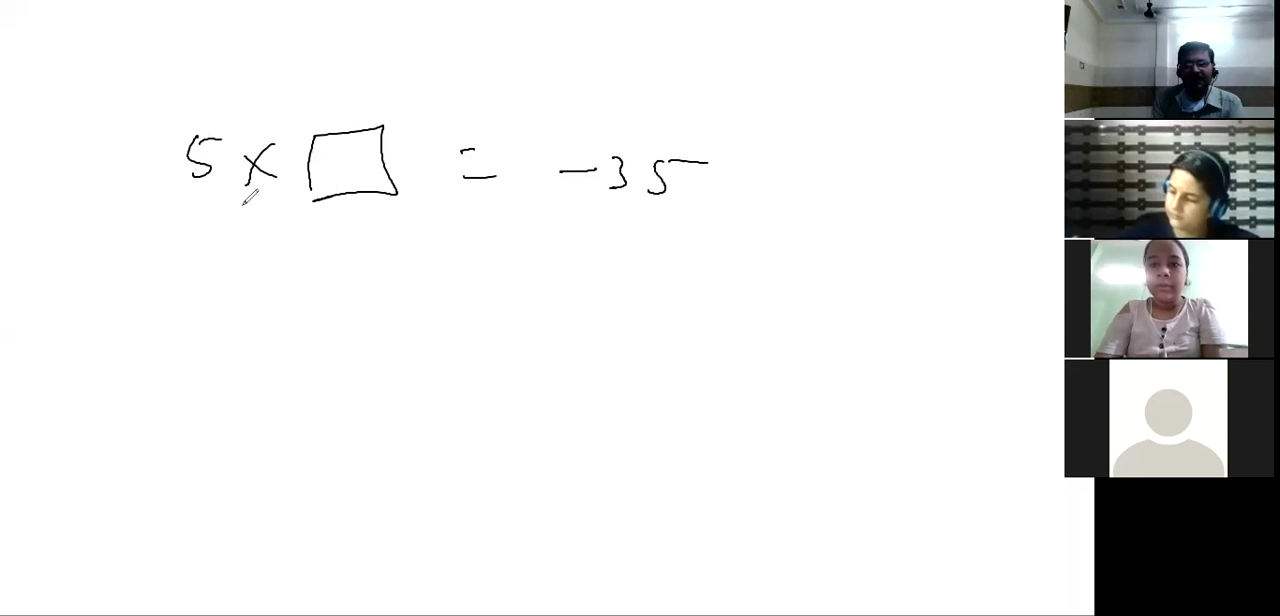 5 × □ = -35